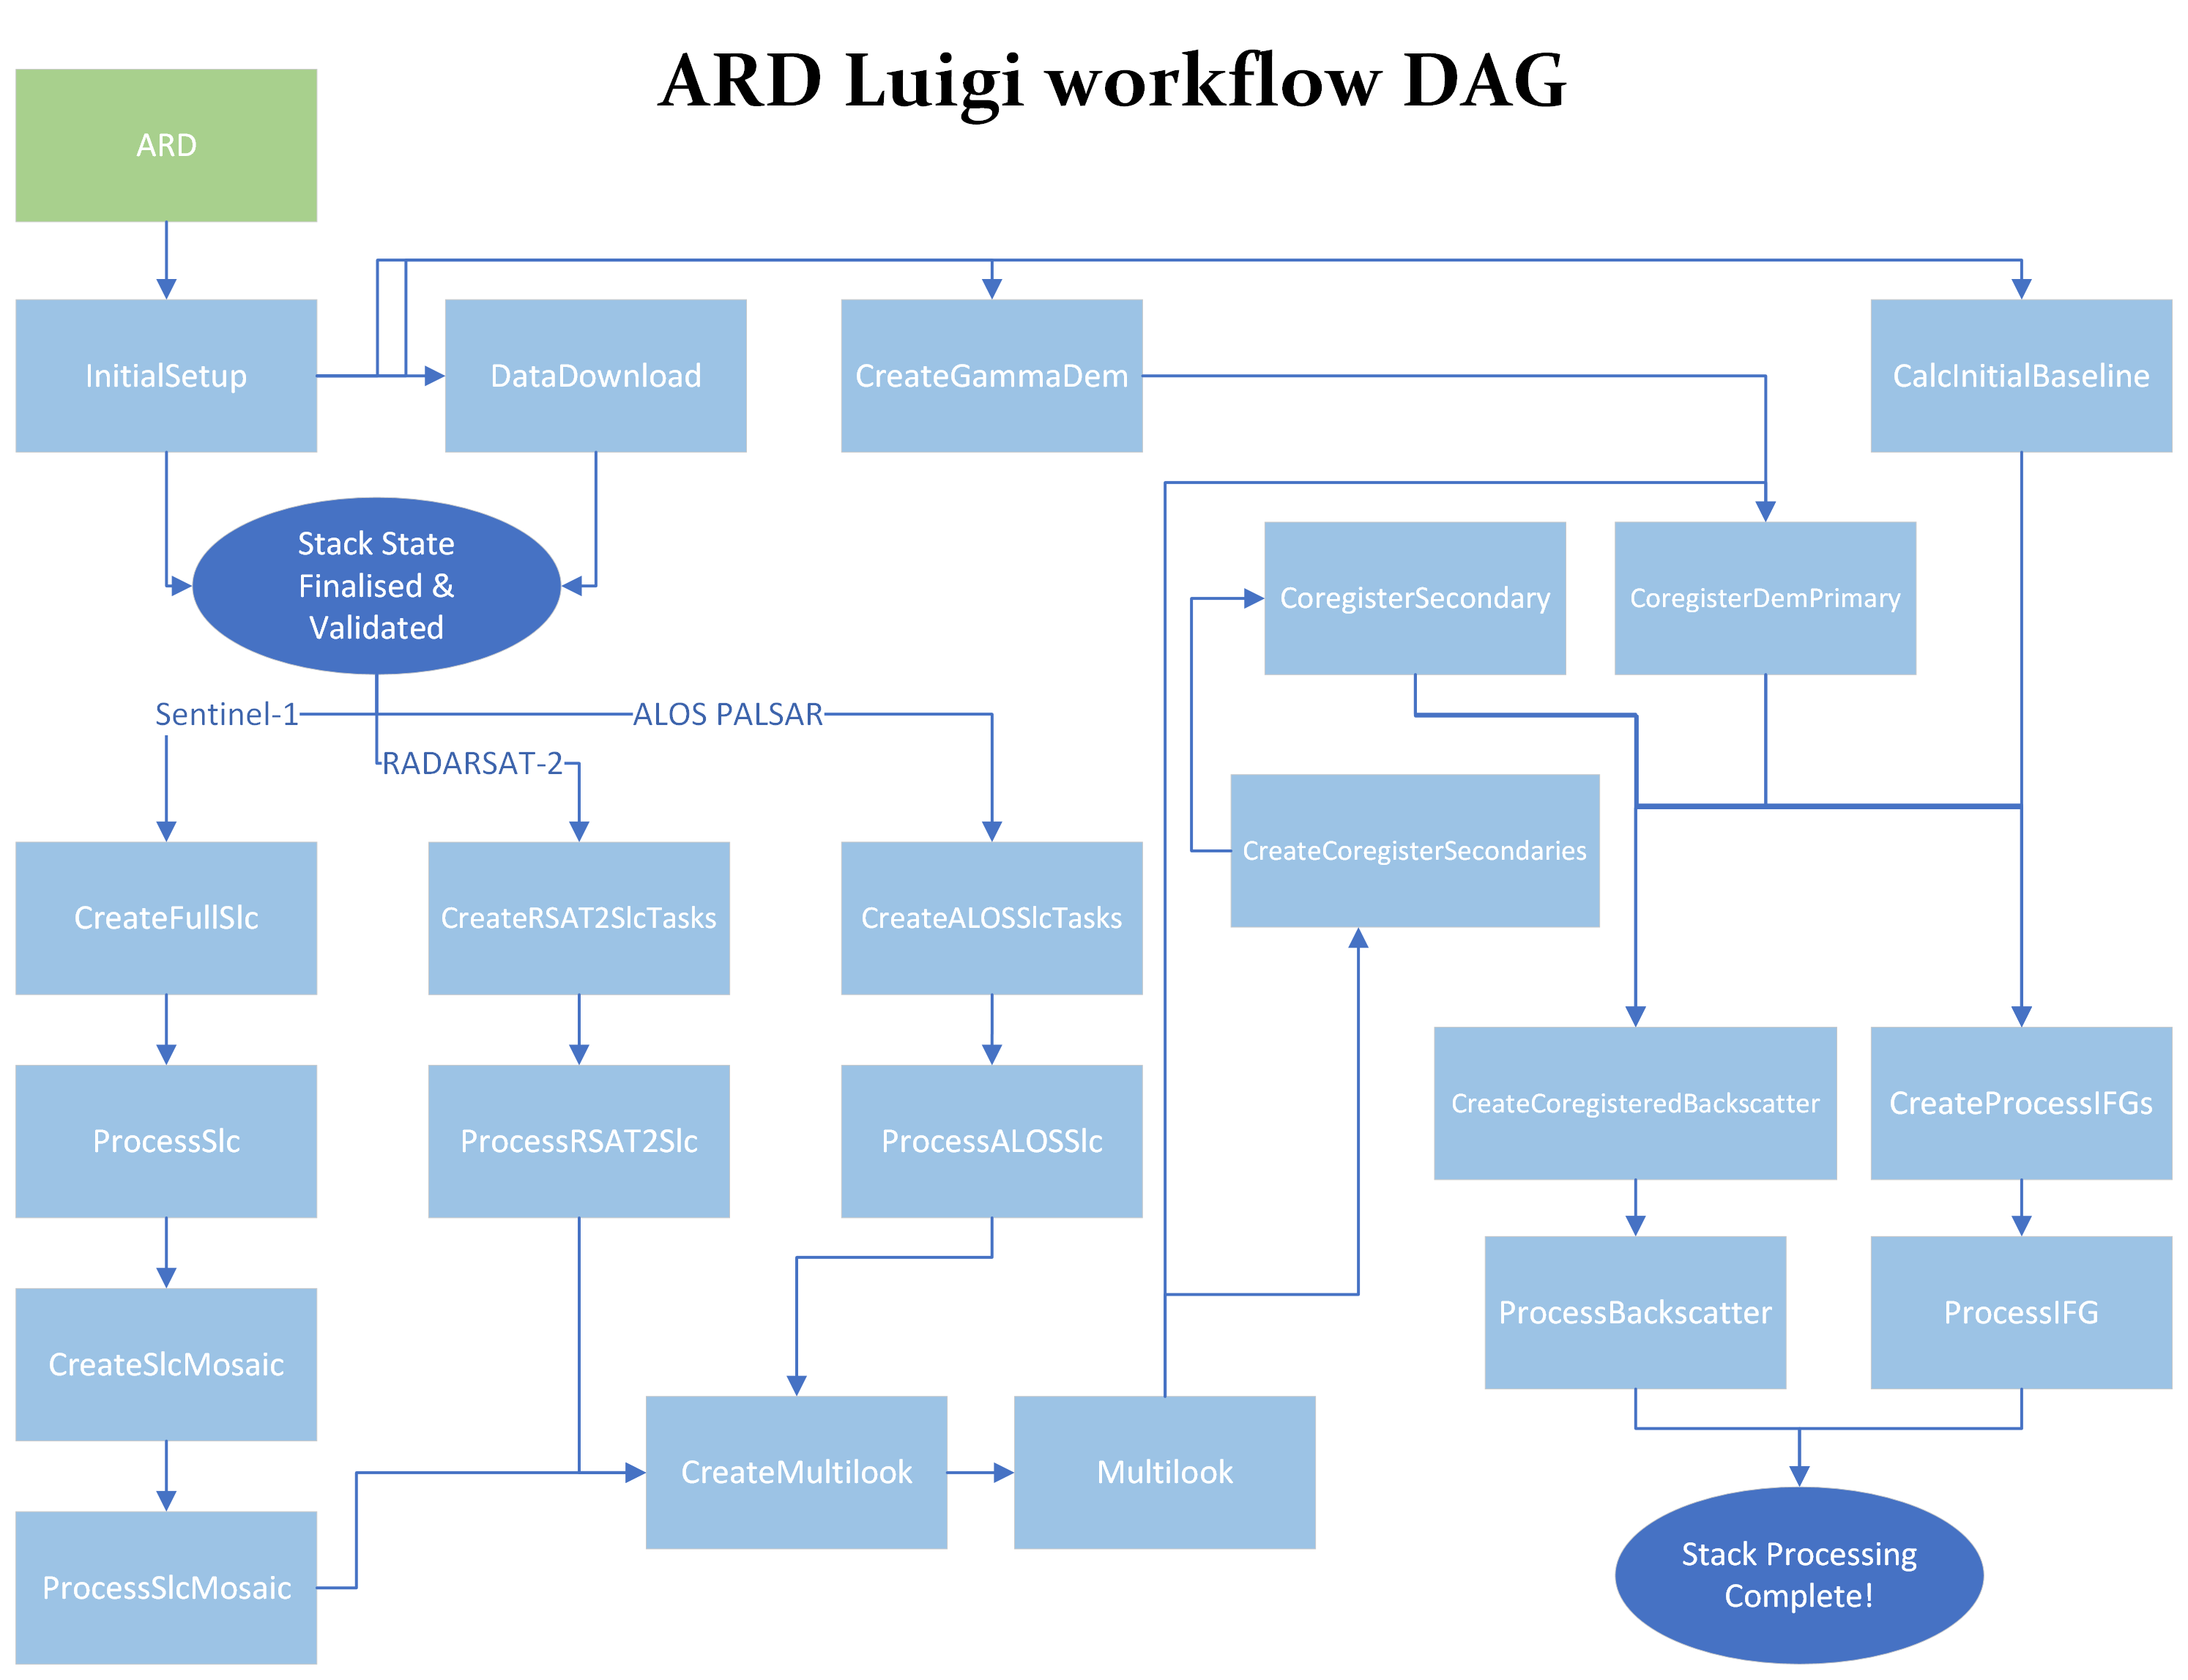 ARD Luigi workflow DAG
ARD
InitialSetup
DataDownload
CreateGammaDem
CalcInitialBaseline
Stack State
Finalised &
Validated
CoregisterSecondary
CoregisterDemPrimary
Sentinel-1
ALOS PALSAR
RADARSAT-2
CreateCoregisterSecondaries
CreateFullSlc
CreateRSAT2SlcTasks
CreateALOSSlcTasks
CreateCoregisteredBackscatter
CreateProcessIFGs
ProcessSlc
ProcessRSAT2Slc
ProcessALOSSlc
ProcessBackscatter
ProcessIFG
CreateSlcMosaic
CreateMultilook
Multilook
Stack Processing
Complete!
ProcessSlcMosaic